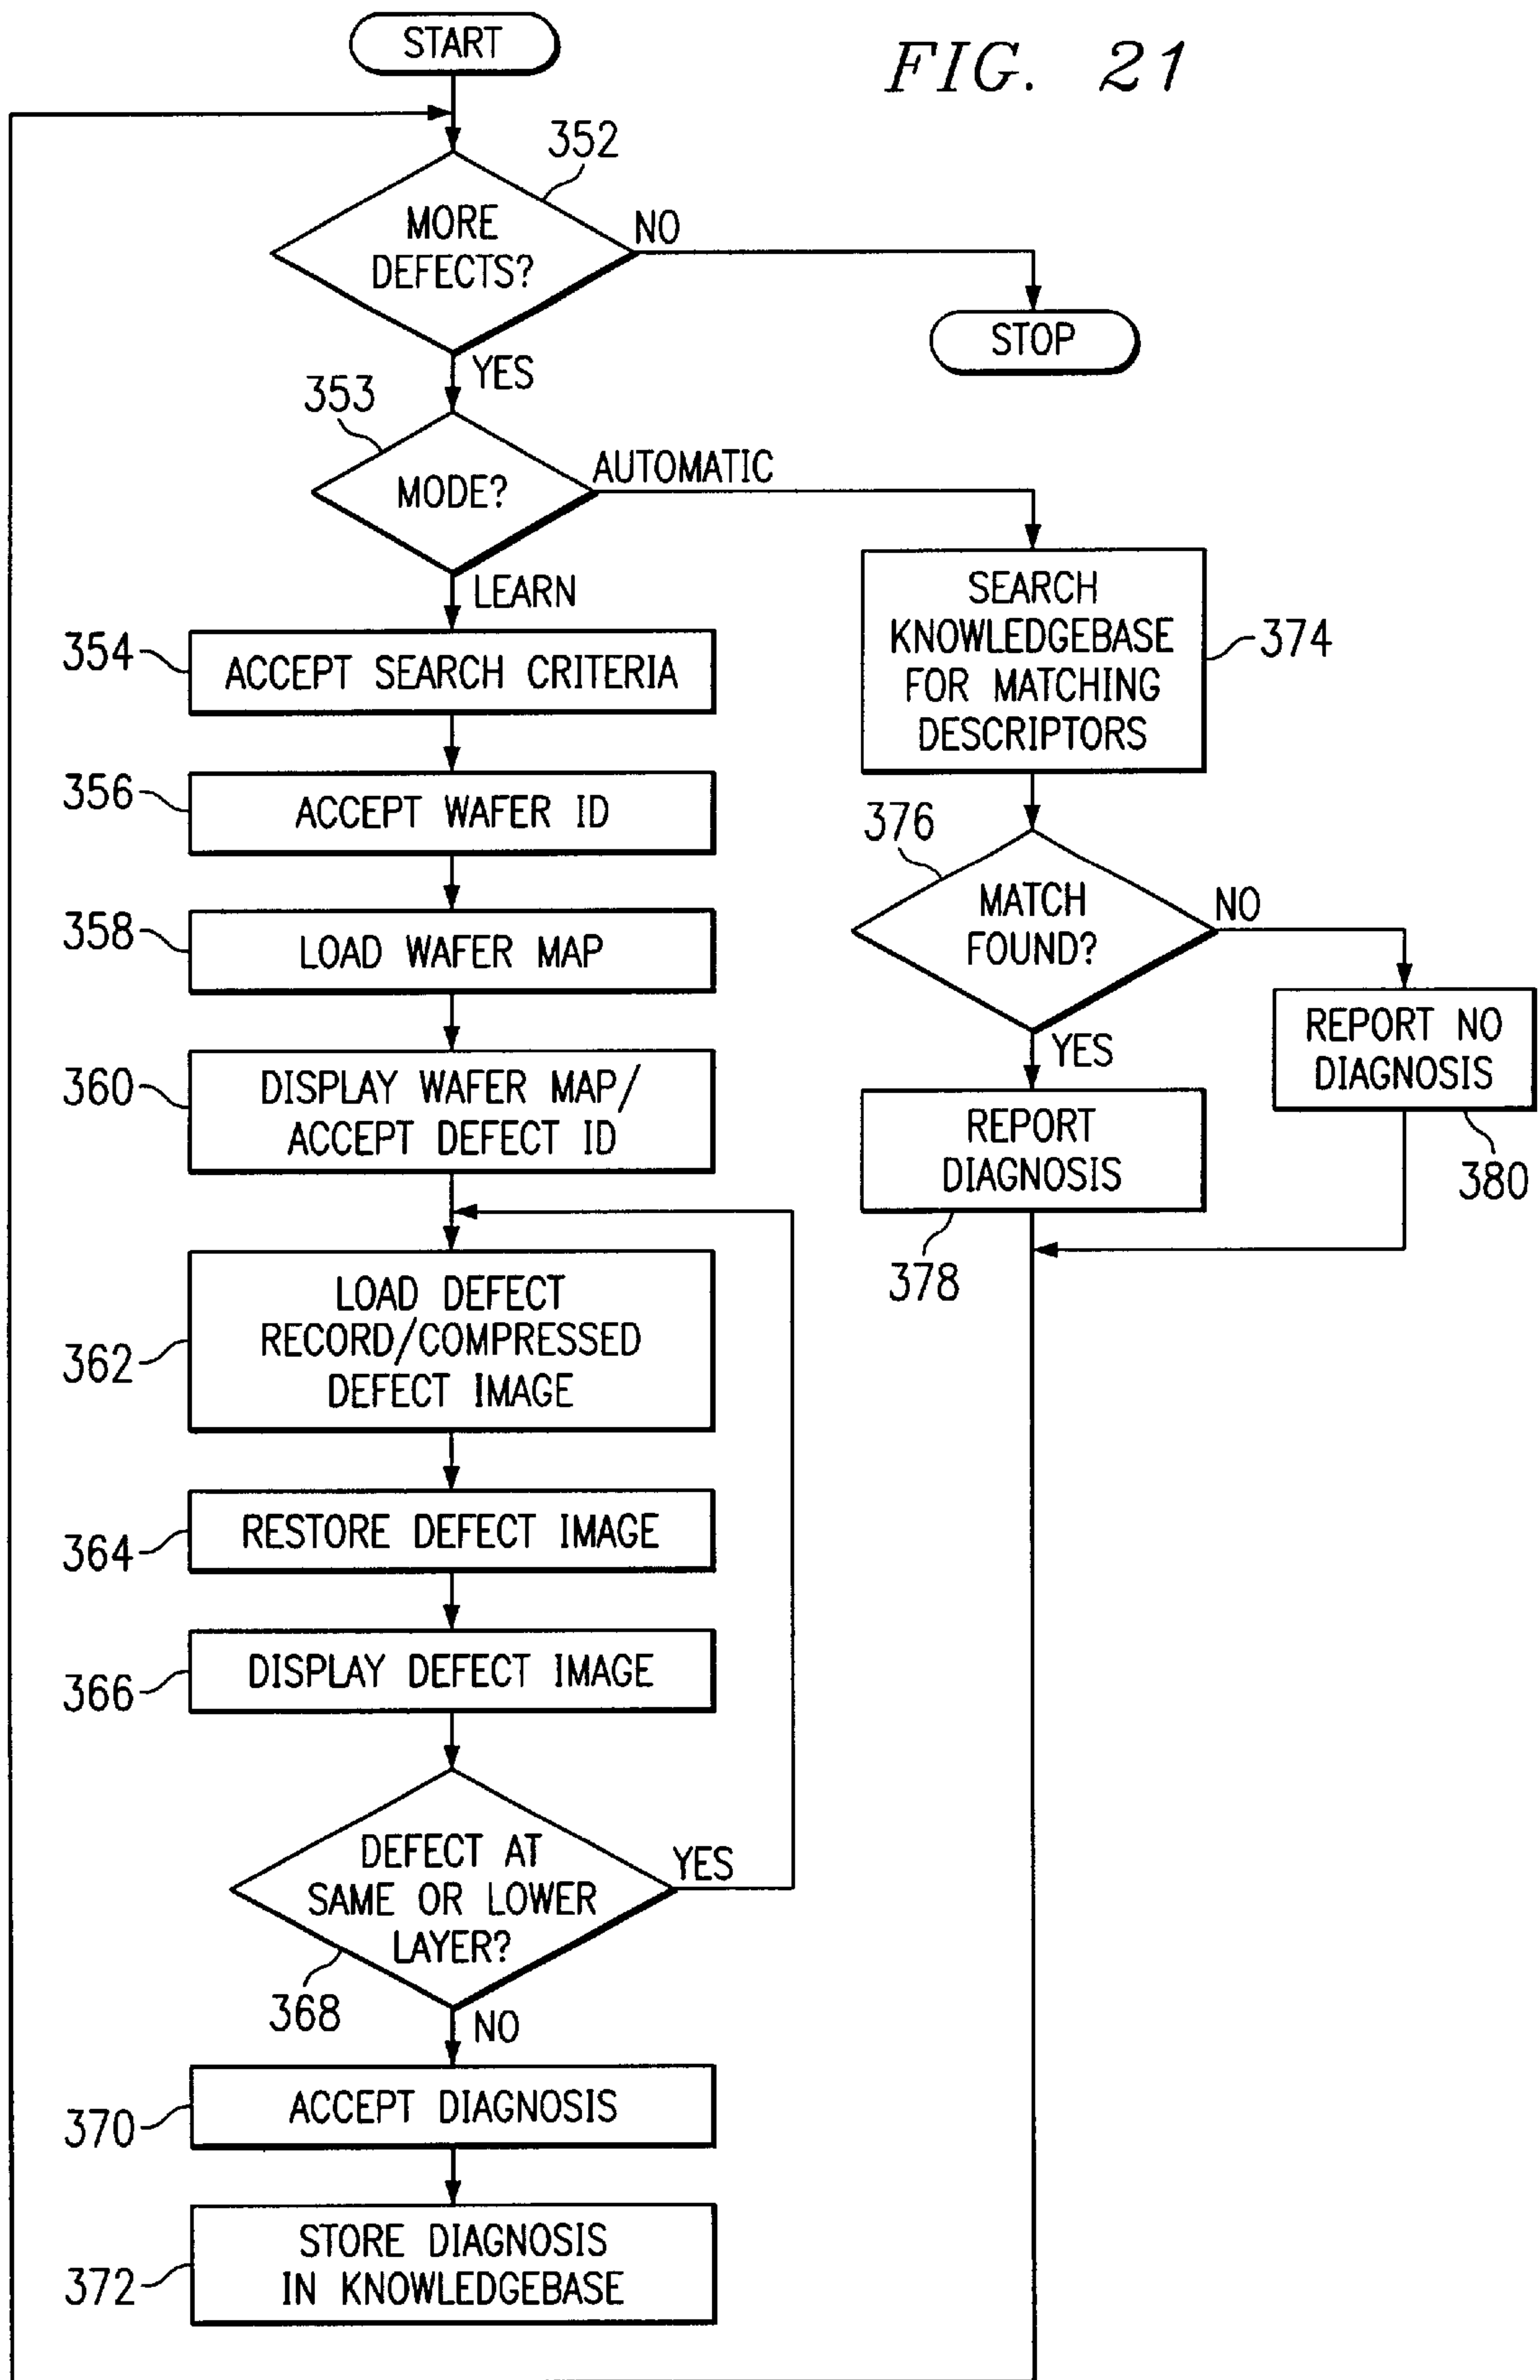 START
FIG. 21
352
MORE
DEFECTS?
NO
STOP
YES
353
MODE?
AUTOMATIC
LEARN
354
ACCEPT SEARCH CRITERIA
SEARCH
KNOWLEDGEBASE
FOR MATCHING
DESCRIPTORS
374
356
ACCEPT WAFER ID
376
MATCH
FOUND?
NO
358
LOAD WAFER MAP
YES
REPORT NO
DIAGNOSIS
380
360
DISPLAY WAFER MAP/
ACCEPT DEFECT ID
REPORT
DIAGNOSIS
378
362
LOAD DEFECT
RECORD/COMPRESSED
DEFECT IMAGE
364
RESTORE DEFECT IMAGE
366
DISPLAY DEFECT IMAGE
DEFECT AT
SAME OR LOWER
LAYER?
YES
368
NO
370
ACCEPT DIAGNOSIS
372
STORE DIAGNOSIS
IN KNOWLEDGEBASE